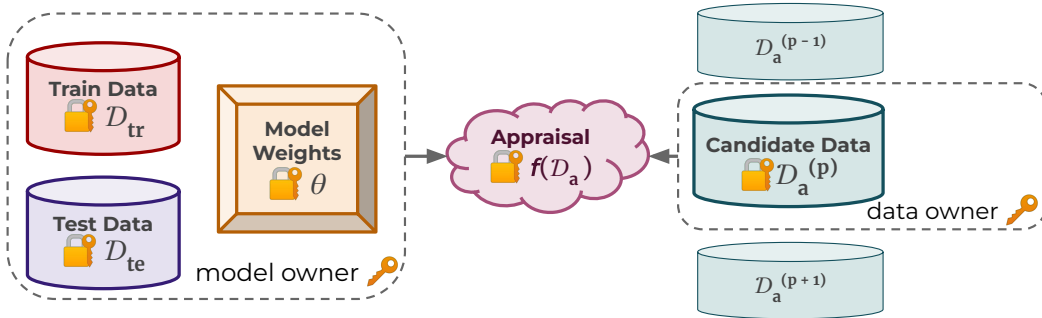 Train Data
𝒟tr
Test Data
𝒟te
Model
Weights
θ
model owner
Appraisal
f(𝒟a)
𝒟a(p - 1)
Candidate Data
𝒟a(p)
data owner
𝒟a(p + 1)